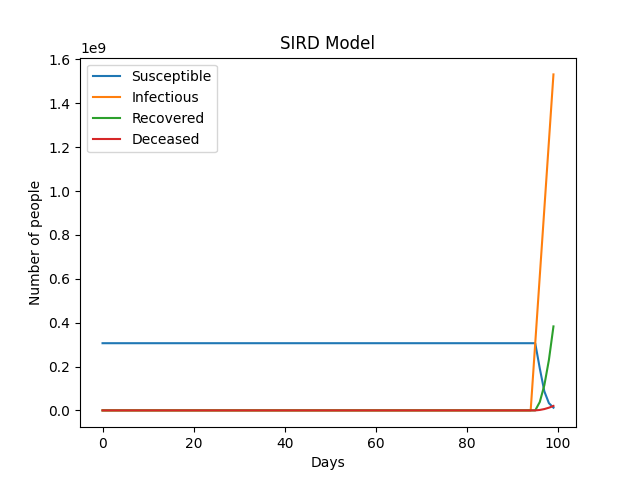 SIRD Model
1e9
1.6
1.4
1.2
1.0
0.8
0.6
0.4
0.2
0.0
Number of people
Susceptible
Infectious
Recovered
Deceased
0 20 40 60 80 100
Days